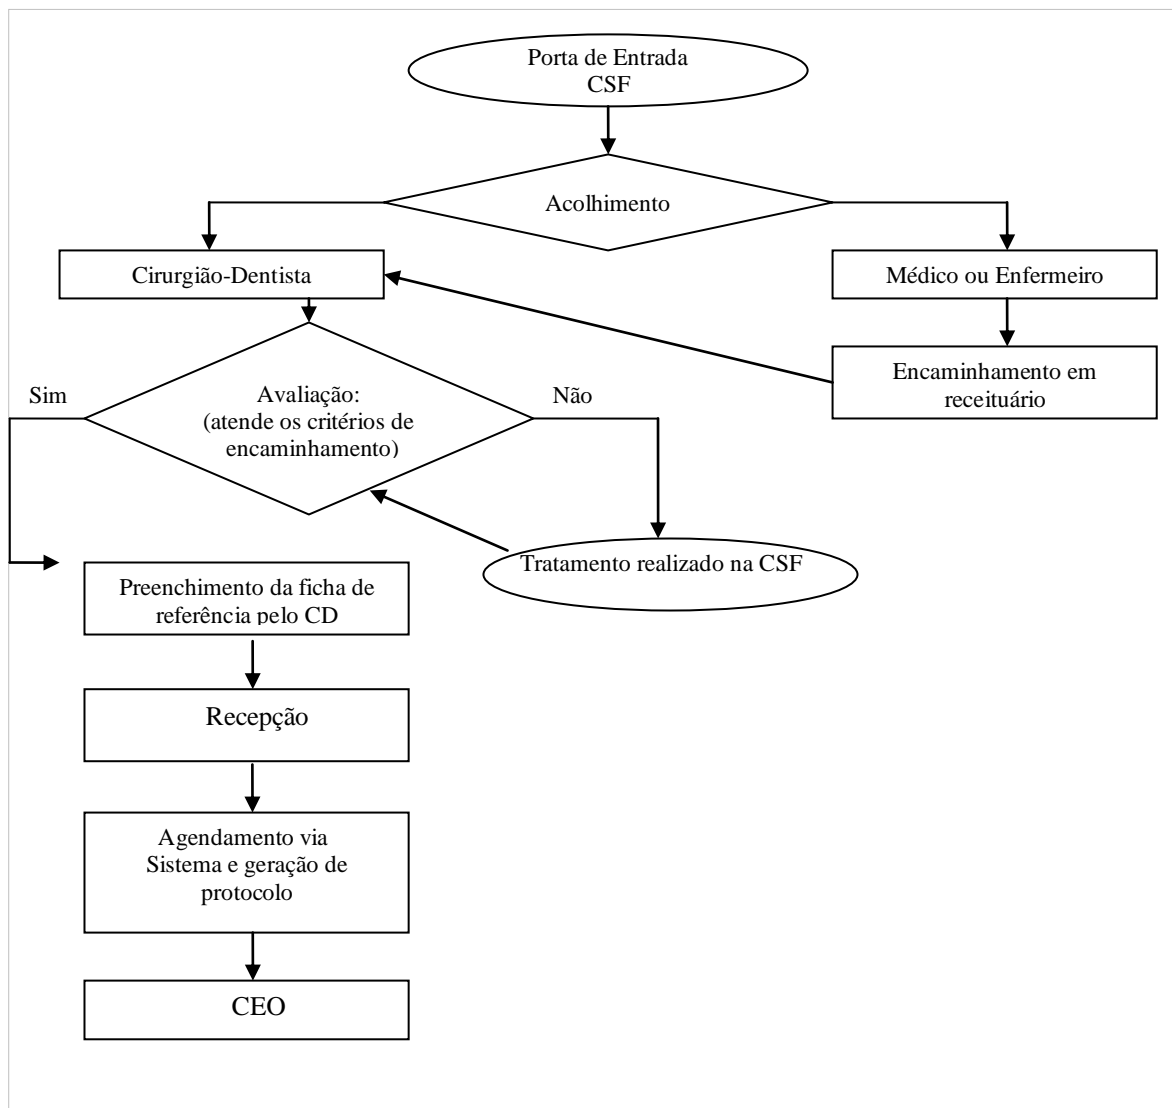 Porta de Entrada
CSF
Acolhimento
Cirurgião-Dentista
Médico ou Enfermeiro
Encaminhamento em
receituário
Sim
Avaliação:
(atende os critérios de
encaminhamento)
Não
Tratamento realizado na CSF
Preenchimento da ficha de
referência pelo CD
Recepção
Agendamento via
Sistema e geração de
protocolo
CEO